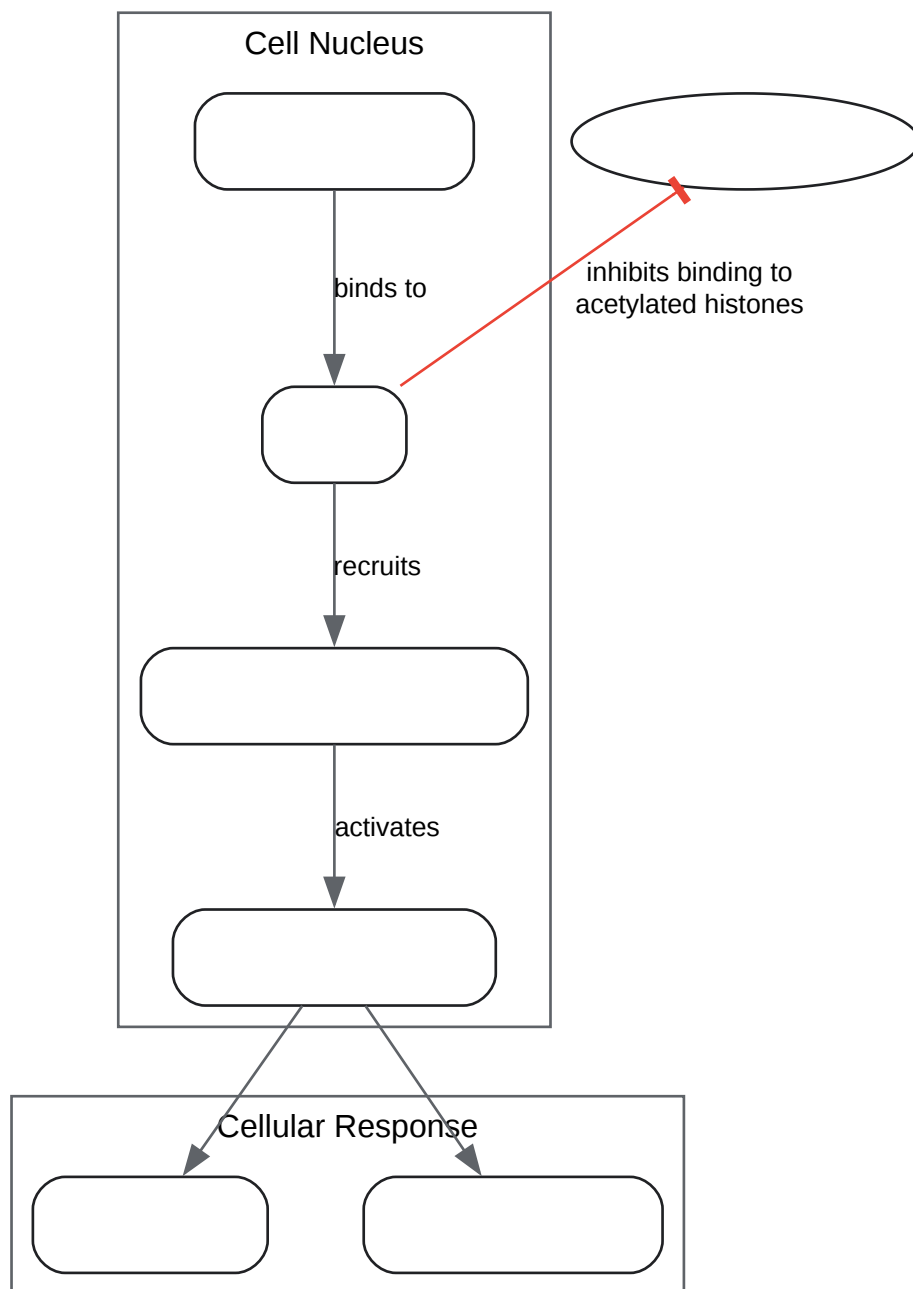 Cell Nucleus
binds to
inhibits binding to
acetylated histones
recruits
activates
Cellular Response